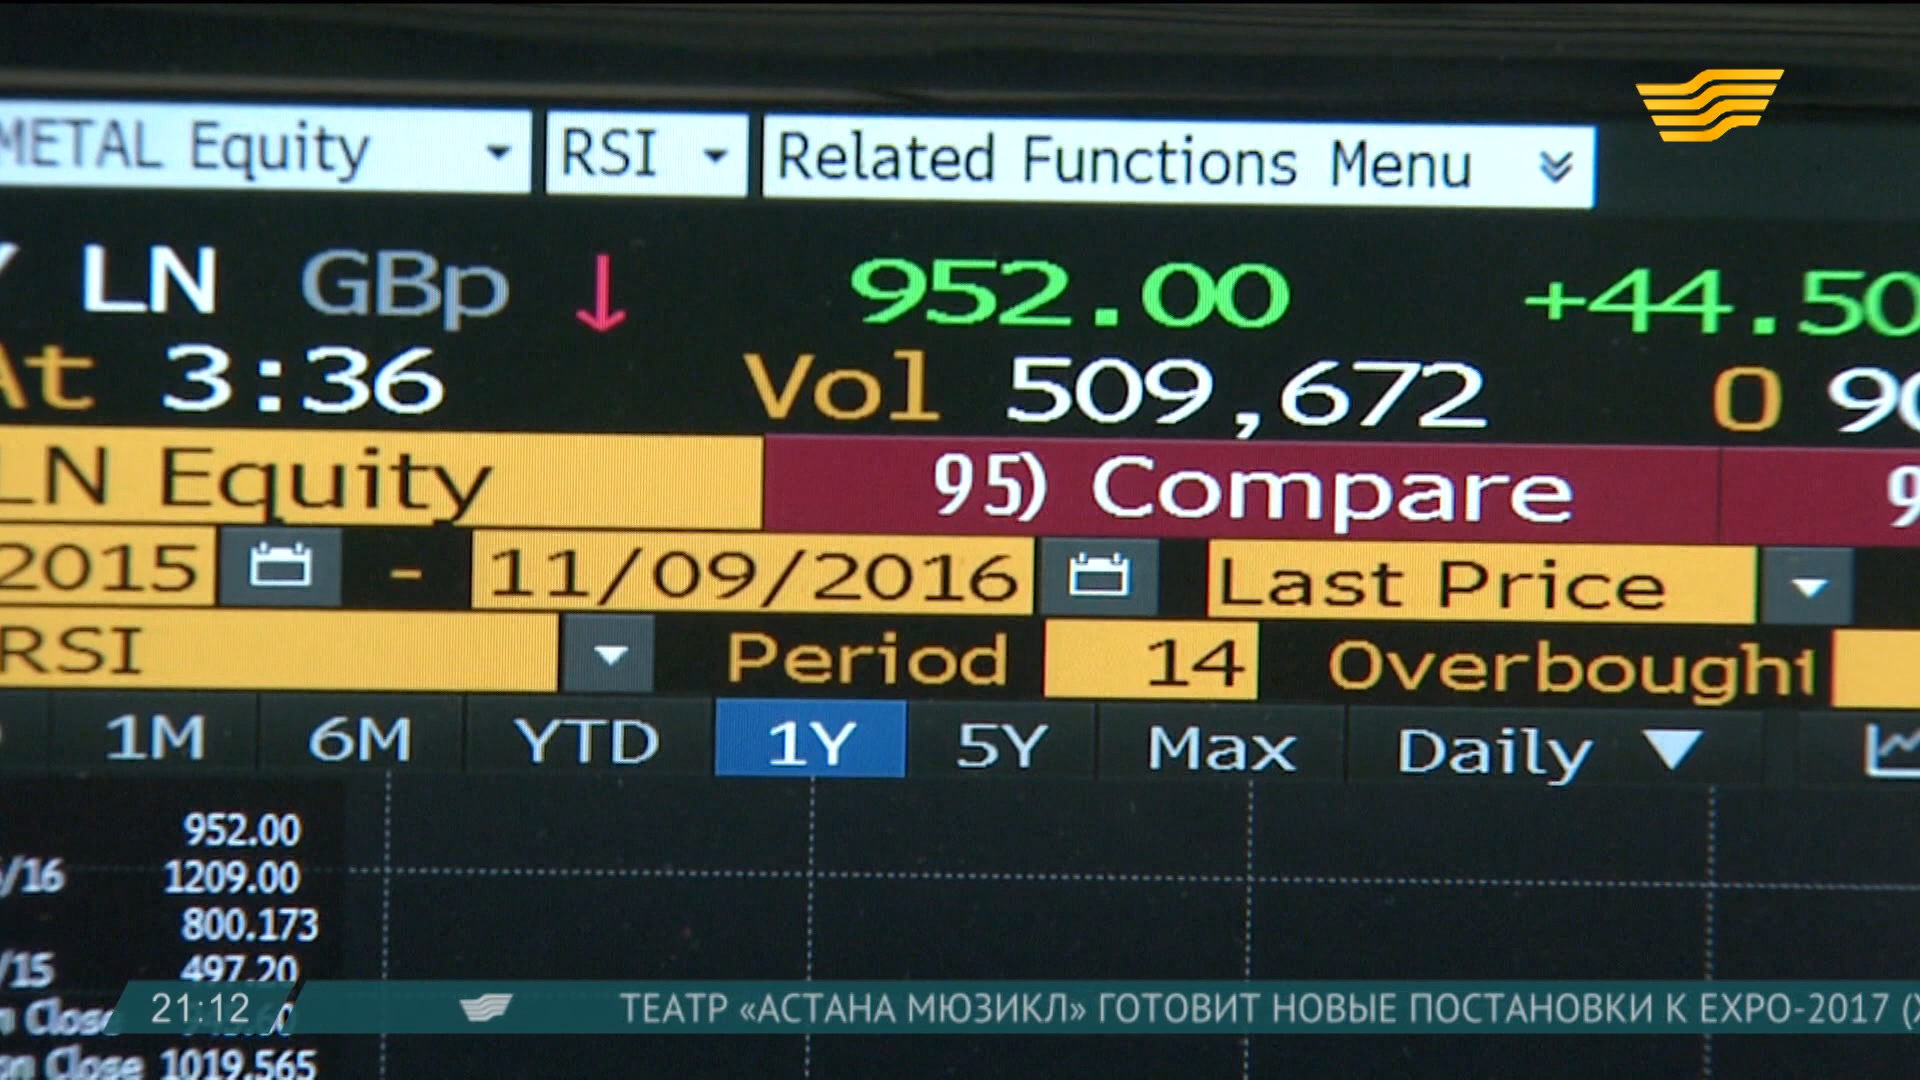 METAL Equity RSI Related Functions Menu
LN GBp ↓ 952.00 +44.50
At 3:36 Vol 509,672 O 90
LN Equity 95) Compare 9
2015 - 11/09/2016 Last Price
RSI Period 14 Overbought
1M 6M YTD 1Y 5Y Max Daily
952.00
/16 1209.00
800.173
/15 497.20
21:12 ТЕАТР «АСТАНА МЮЗИКЛ» ГОТОВИТ НОВЫЕ ПОСТАНОВКИ К EXPO-2017 (
Close 1019.565